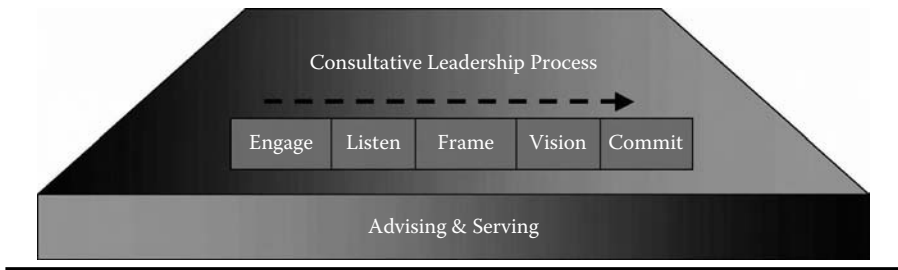 Consultative Leadership Process
Engage Listen Frame Vision Commit
Advising & Serving